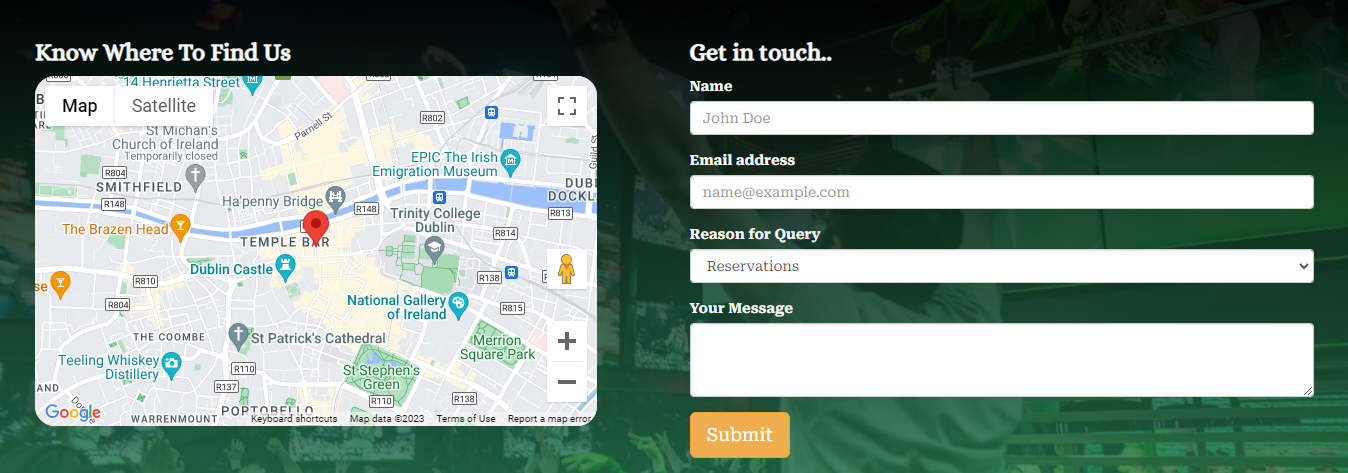 Know Where To Find Us
14 Henrietta Street
R101
Map
Satellite
St Michan's
Church of Ireland
Temporarily closed
Parnell St
R802
Guild St
R804
SMITHFIELD
EPIC The Irish
Emigration Museum
R148
Ha'penny Bridge
R148
DUBL
DOCKL
R813
The Brazen Head
TEMPLE BAR
Trinity College
Dublin
R814
Dublin Castle
R810
R138
se
R804
National Gallery
of Ireland
R815
THE COOMBE
St Patrick's Cathedral
Merrion
Square Park
Teeling Whiskey
Distillery
R110
St Stephen's
Green
R137
R110
R138
AND
Google
WARRENMOUNT
PORTOBELLO
Keyboard shortcuts
Map data ©2023
Terms of Use
Report a map error
Get in touch..
Name
John Doe
Email address
name@example.com
Reason for Query
Reservations
Your Message
Submit